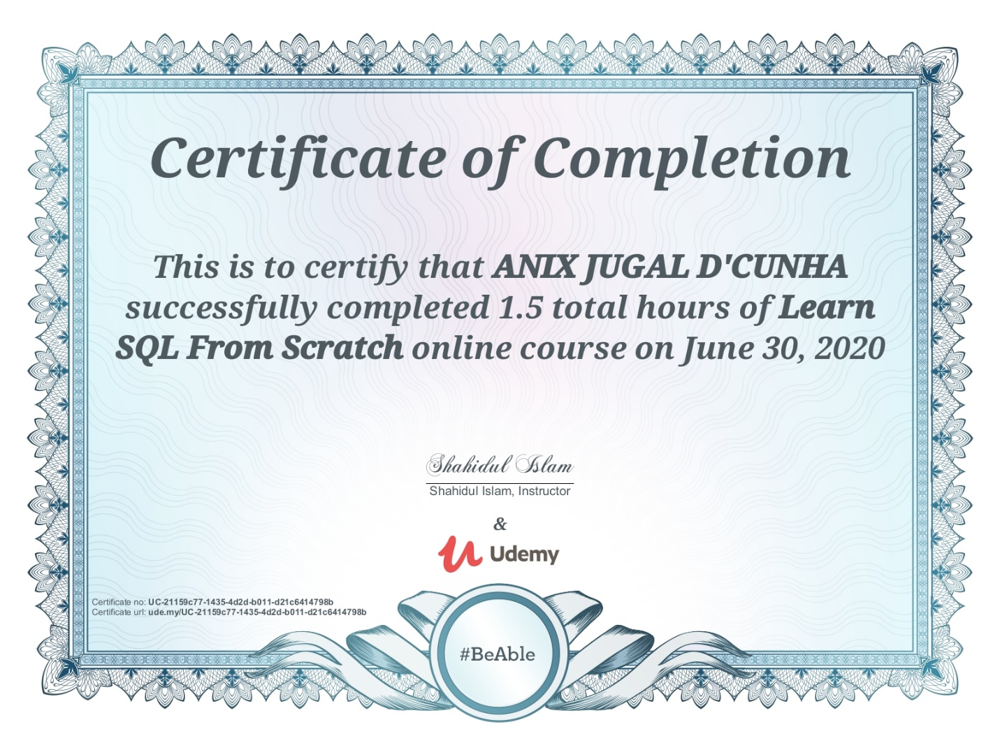 Certificate of Completion
This is to certify that ANIX JUGAL D'CUNHA
successfully completed 1.5 total hours of Learn
SQL From Scratch online course on June 30, 2020
Shahidul Islam
Shahidul Islam, Instructor
&
Udemy
Certificate no: UC-21159c77-1435-4d2d-b011-d21c6414798b
Certificate url: ude.my/UC-21159c77-1435-4d2d-b011-d21c6414798b
#BeAble